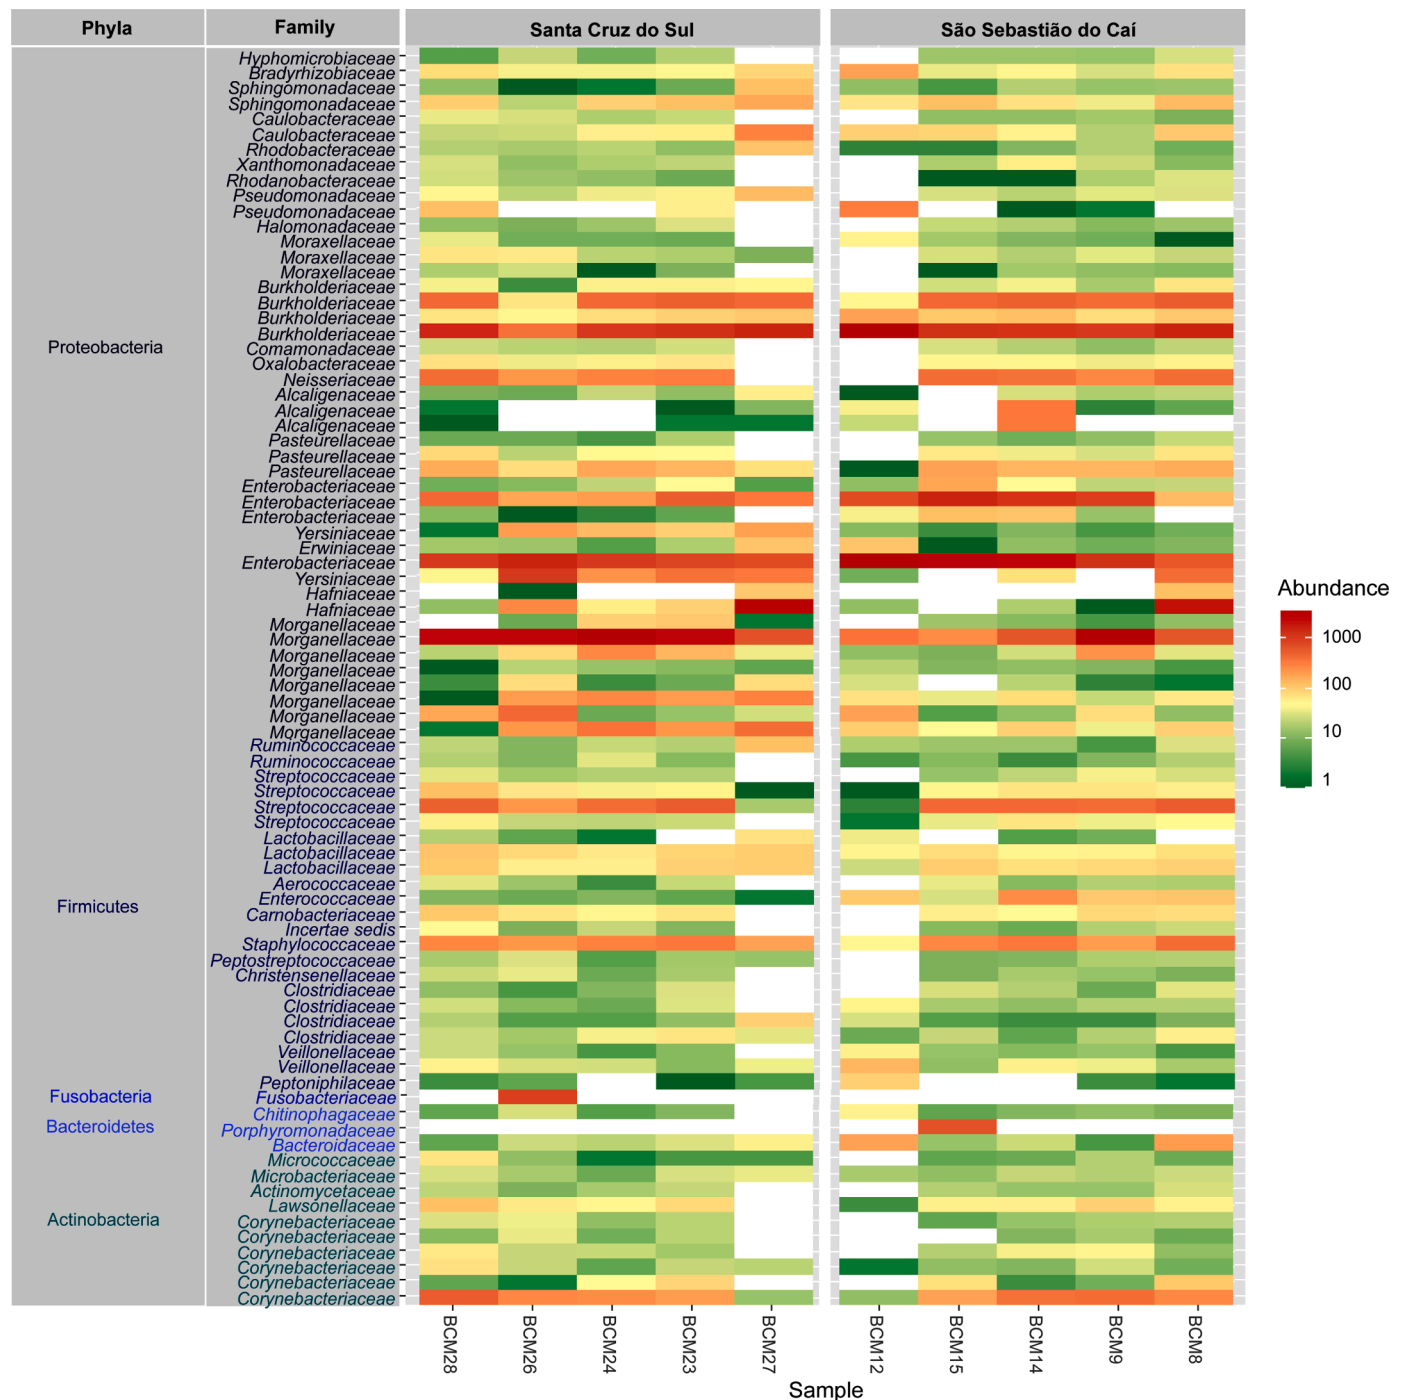 Phyla
Family
Santa Cruz do Sul
São Sebastião do Caí
Hyphomicrobiaceae
Bradyrhizobiaceae
Sphingomonadaceae
Sphingomonadaceae
Caulobacteraceae
Caulobacteraceae
Rhodobacteraceae
Xanthomonadaceae
Rhodanobacteraceae
Pseudomonadaceae
Pseudomonadaceae
Halomonadaceae
Moraxellaceae
Moraxellaceae
Moraxellaceae
Burkholderiaceae
Burkholderiaceae
Burkholderiaceae
Burkholderiaceae
Proteobacteria
Comamonadaceae
Oxalobacteraceae
Neisseriaceae
Alcaligenaceae
Alcaligenaceae
Alcaligenaceae
Pasteurellaceae
Pasteurellaceae
Pasteurellaceae
Enterobacteriaceae
Enterobacteriaceae
Enterobacteriaceae
Yersiniaceae
Erwiniaceae
Enterobacteriaceae
Yersiniaceae
Hafniaceae
Hafniaceae
Morganellaceae
Morganellaceae
Morganellaceae
Morganellaceae
Morganellaceae
Morganellaceae
Morganellaceae
Morganellaceae
Ruminococcaceae
Ruminococcaceae
Streptococcaceae
Streptococcaceae
Streptococcaceae
Streptococcaceae
Lactobacillaceae
Lactobacillaceae
Lactobacillaceae
Aerococcaceae
Enterococcaceae
Firmicutes
Carnobacteriaceae
Incertae sedis
Staphylococcaceae
Peptostreptococcaceae
Christensenellaceae
Clostridiaceae
Clostridiaceae
Clostridiaceae
Clostridiaceae
Veillonellaceae
Veillonellaceae
Peptoniphilaceae
Fusobacteria
Fusobacteriaceae
Chitinophagaceae
Bacteroidetes
Porphyromonadaceae
Bacteroidaceae
Micrococcaceae
Microbacteriaceae
Actinomycetaceae
Lawsonellaceae
Actinobacteria
Corynebacteriaceae
Corynebacteriaceae
Corynebacteriaceae
Corynebacteriaceae
Corynebacteriaceae
Corynebacteriaceae
BCM28
BCM26
BCM24
BCM23
BCM27
BCM12
BCM15
BCM14
BCM9
BCM8
Sample
Abundance
1000
100
10
1